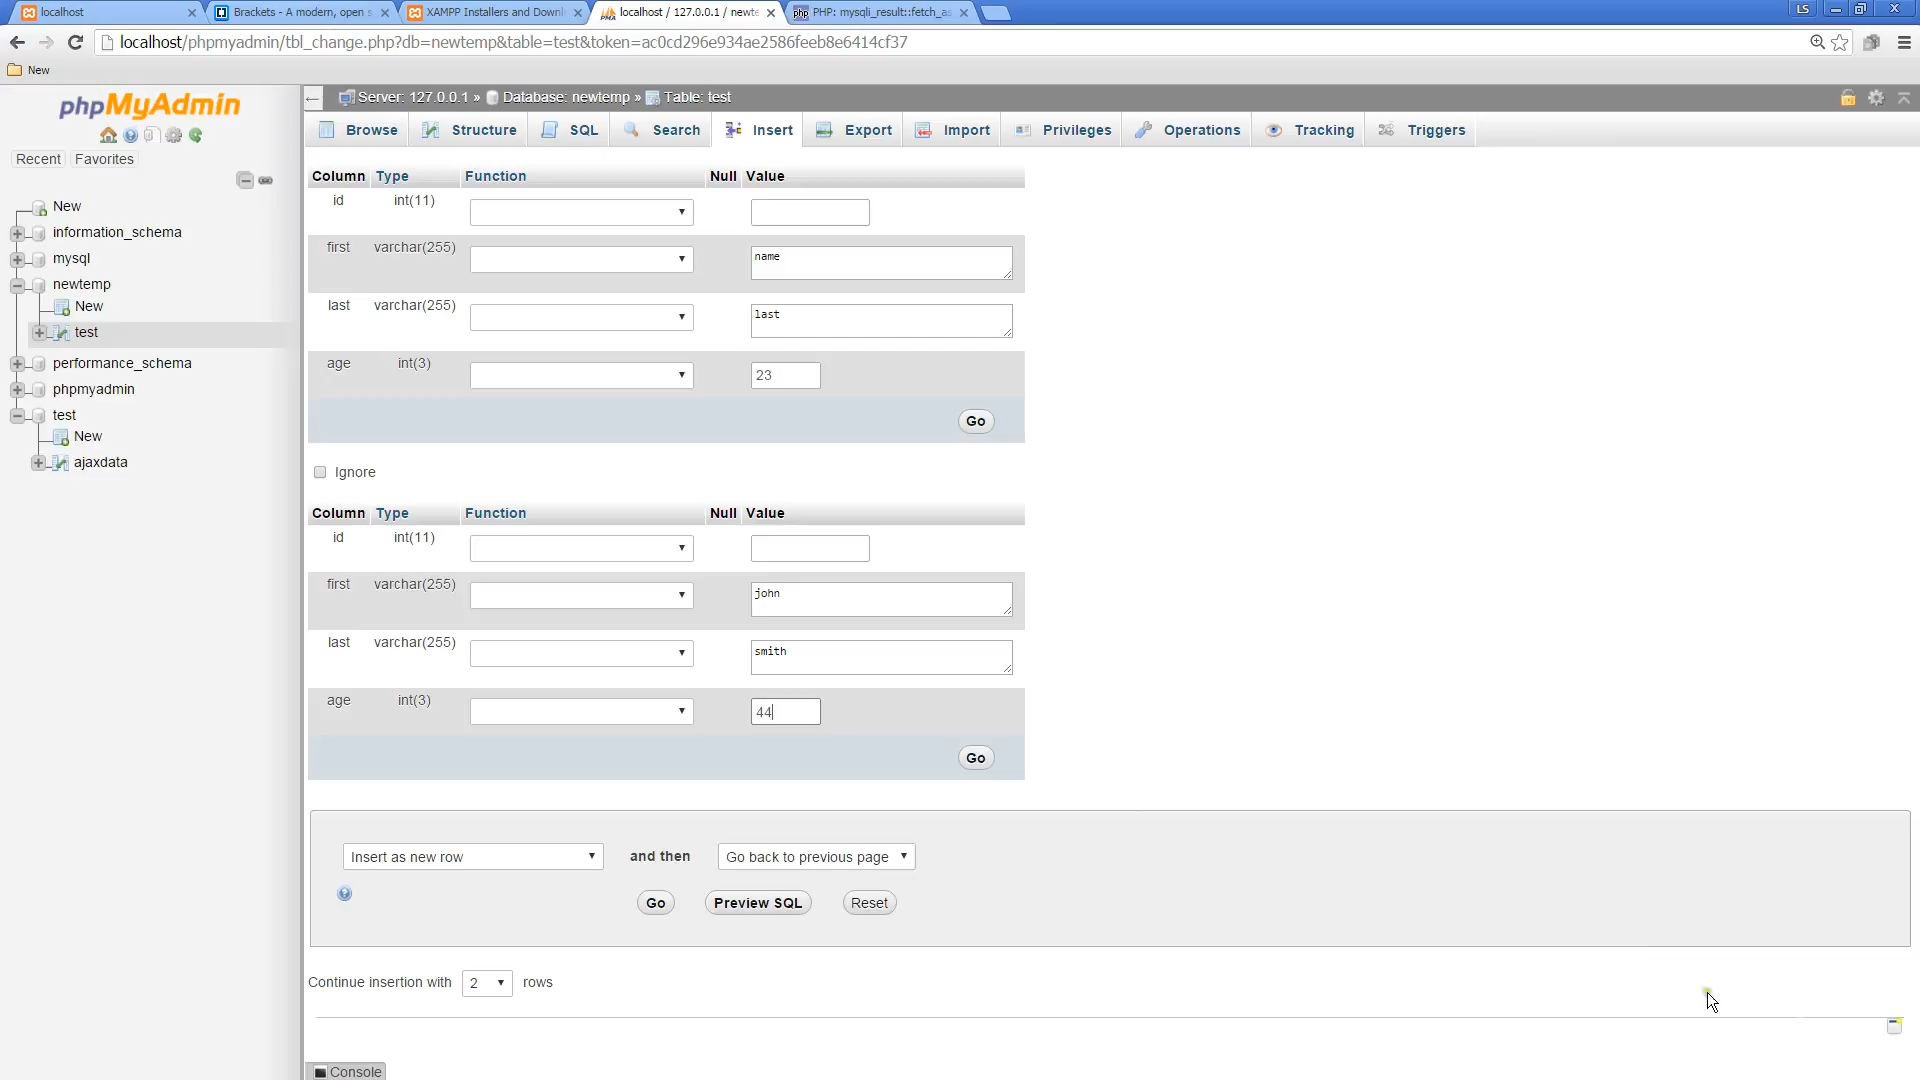 localhost
Brackets - A modern, open s
XAMPP Installers and Downl
localhost / 127.0.0.1 / newte
php PHP: mysqli_result::fetch_as
LS
localhost/phpmyadmin/tbl_change.php?db=newtemp&table=test&token=ac0cd296e934ae2586feeb8e6414cf37
New
phpMyAdmin
Recent Favorites
New
information_schema
mysql
newtemp
New
test
performance_schema
phpmyadmin
test
New
ajaxdata
Server: 127.0.0.1 » Database: newtemp » Table: test
Browse Structure SQL Search Insert Export Import Privileges Operations Tracking Triggers
Column Type Function Null Value
id int(11)
first varchar(255) name
last varchar(255) last
age int(3) 23
Go
Ignore
Column Type Function Null Value
id int(11)
first varchar(255) john
last varchar(255) smith
age int(3) 44
Go
Insert as new row and then Go back to previous page
Go Preview SQL Reset
Continue insertion with 2 rows
Console